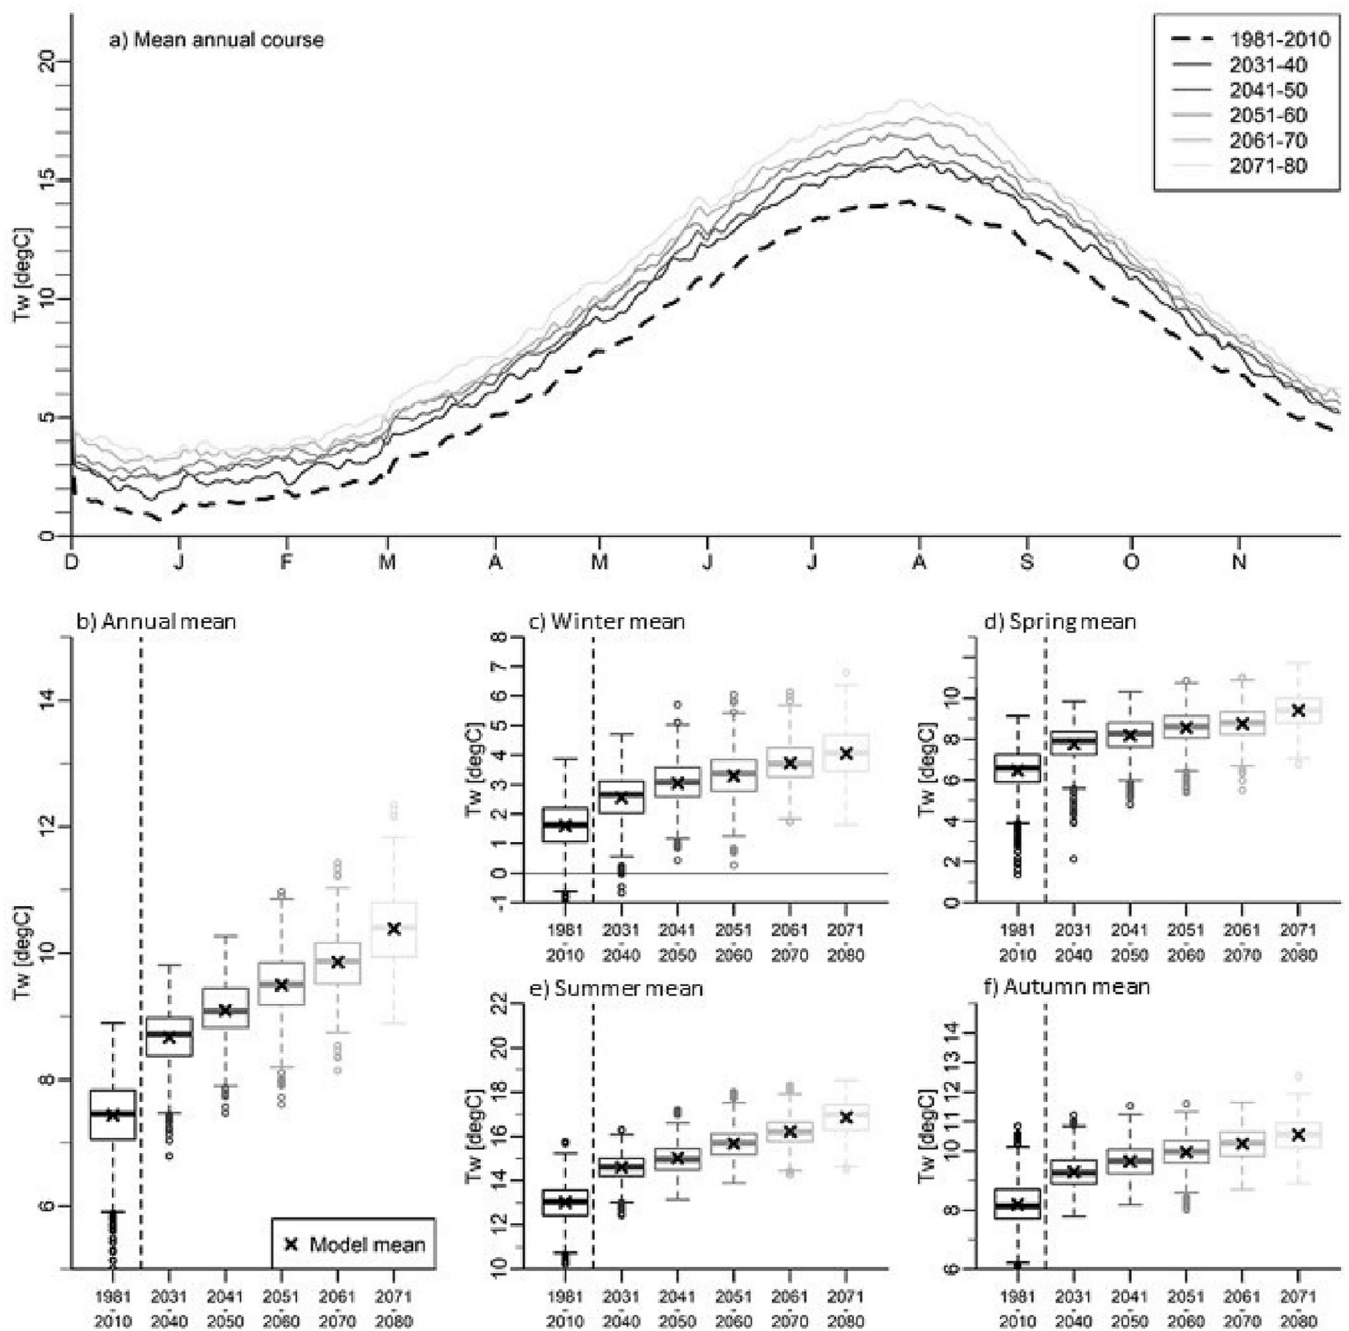 a) Mean annual course
1981-2010
2031-40
2041-50
2051-60
2061-70
2071-80
Tw [degC]
20
15
10
5
0
D J F M A M J J A S O N
b) Annual mean
Tw [degC]
14
12
10
8
6
Model mean
1981 2031 2041 2051 2061 2071
- - - - - -
2010 2040 2050 2060 2070 2080
c) Winter mean
Tw [degC]
8
7
6
5
4
3
2
1
0
-1
1981 2031 2041 2051 2061 2071
- - - - - -
2010 2040 2050 2060 2070 2080
d) Spring mean
Tw [degC]
10
8
6
4
2
0
1981 2031 2041 2051 2061 2071
- - - - - -
2010 2040 2050 2060 2070 2080
e) Summer mean
Tw [degC]
22
20
18
16
14
12
10
1981 2031 2041 2051 2061 2071
- - - - - -
2010 2040 2050 2060 2070 2080
f) Autumn mean
Tw [degC]
14
13
12
11
10
8
6
1981 2031 2041 2051 2061 2071
- - - - - -
2010 2040 2050 2060 2070 2080